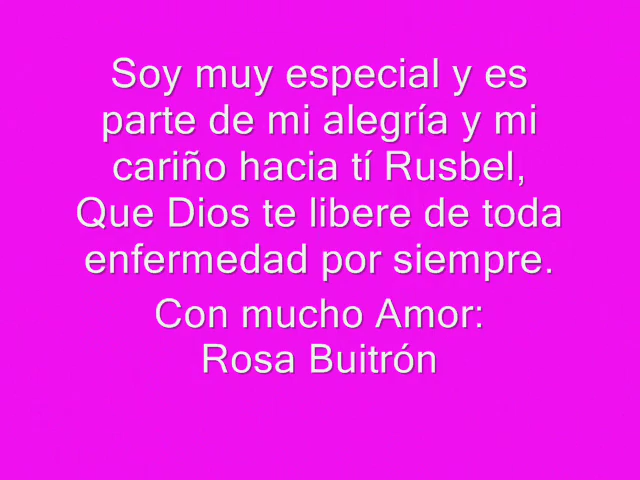 Soy muy especial y es
parte de mi alegría y mi
cariño hacia tí Rusbel,
Que Dios te libere de toda
enfermedad por siempre.
Con mucho Amor:
Rosa Buitrón